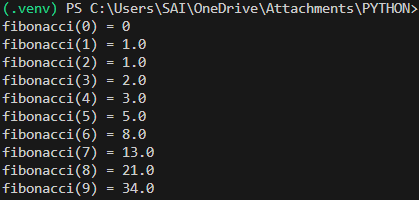 (.venv) PS C:\Users\SAI\OneDrive\Attachments\PYTHON>
fibonacci(0) = 0
fibonacci(1) = 1.0
fibonacci(2) = 1.0
fibonacci(3) = 2.0
fibonacci(4) = 3.0
fibonacci(5) = 5.0
fibonacci(6) = 8.0
fibonacci(7) = 13.0
fibonacci(8) = 21.0
fibonacci(9) = 34.0